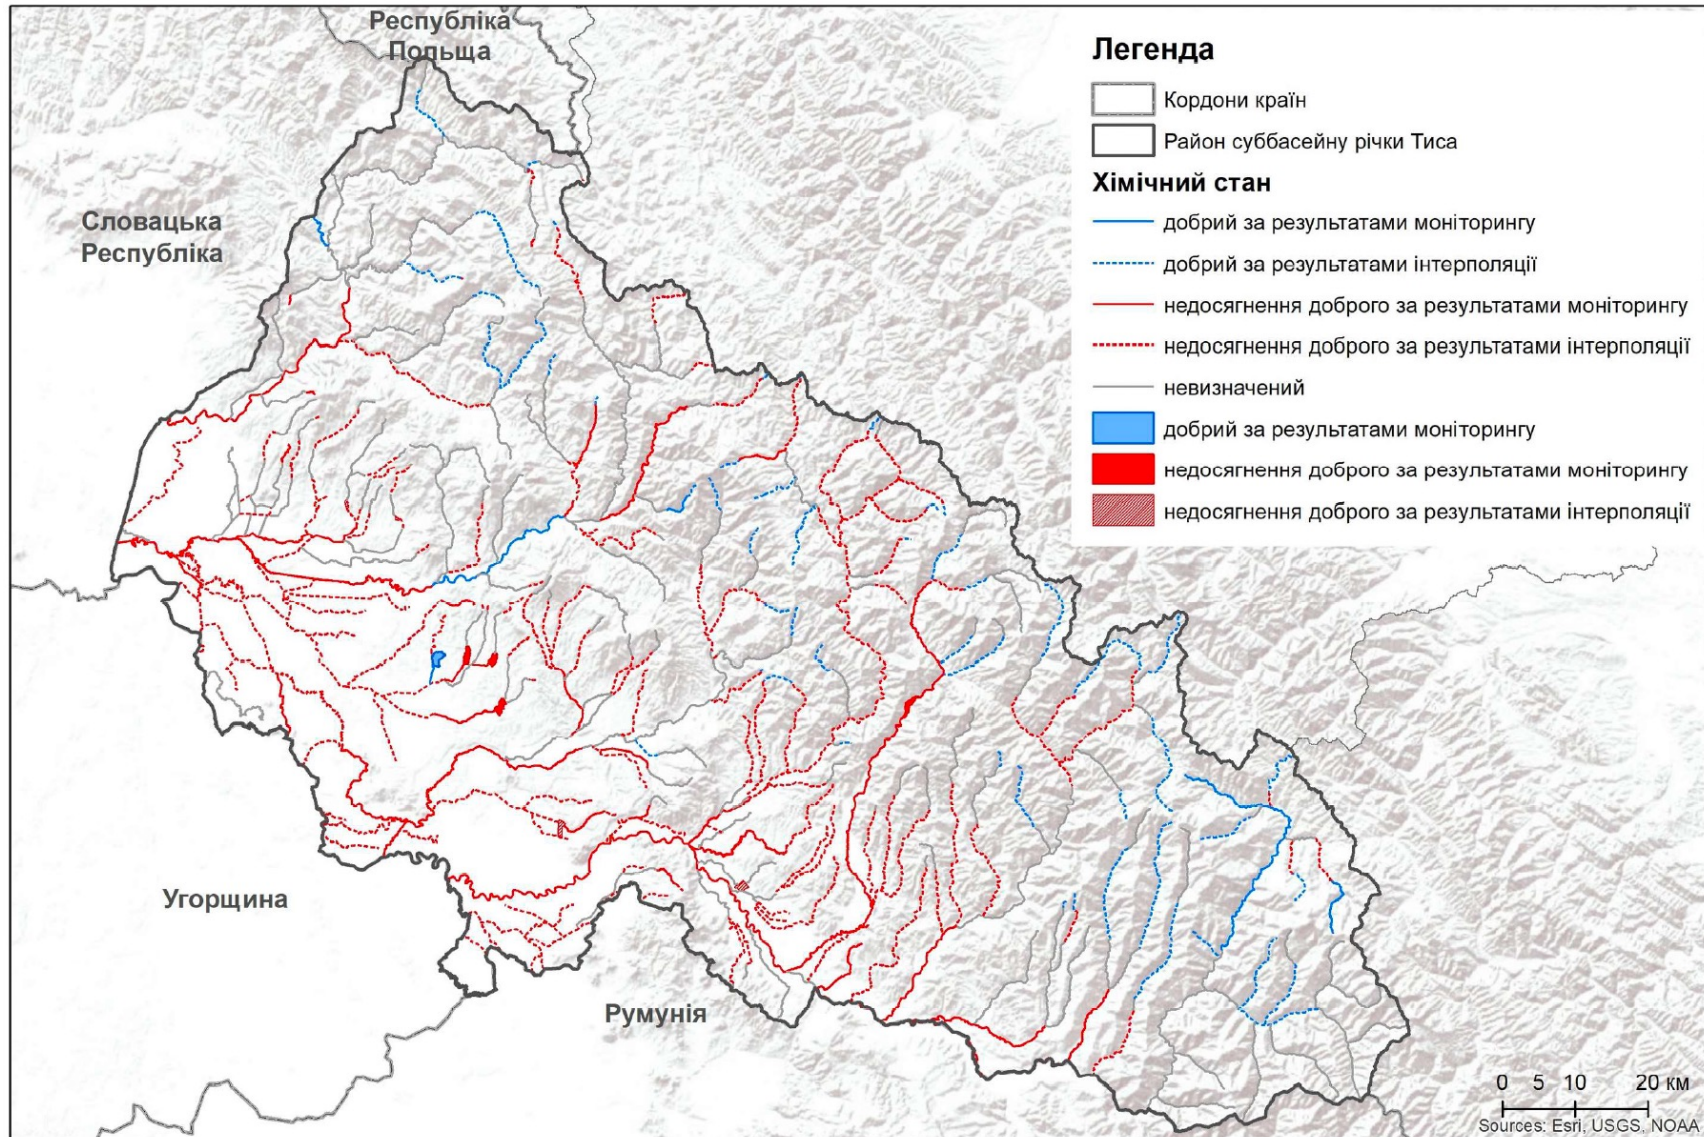 Республіка
Польща
Словацька
Республіка
Угорщина
Румунія
Легенда
Кордони країн
Район суббасейну річки Тиса
Хімічний стан
добрий за результатами моніторингу
добрий за результатами інтерполяції
недосягнення доброго за результатами моніторингу
недосягнення доброго за результатами інтерполяції
невизначений
добрий за результатами моніторингу
недосягнення доброго за результатами моніторингу
недосягнення доброго за результатами інтерполяції
0 5 10 20 км
Sources: Esri, USGS, NOAA